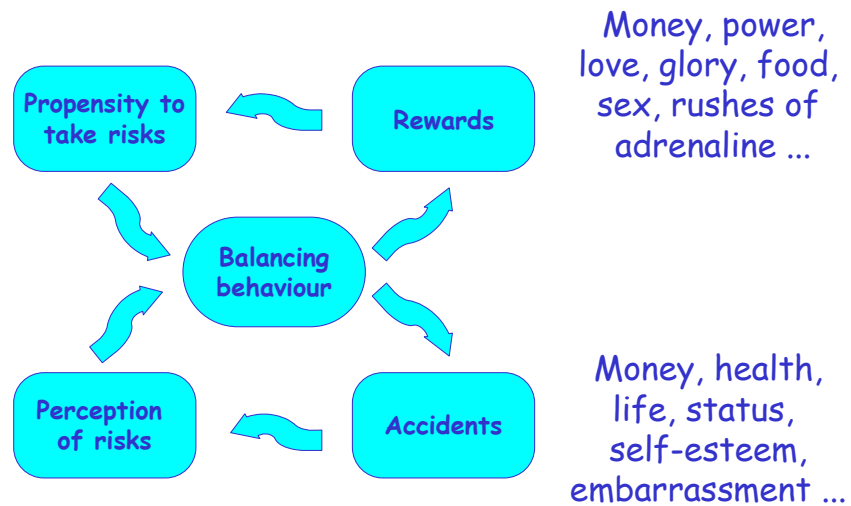 Money, power,
love, glory, food,
sex, rushes of
adrenaline ...
Propensity to
take risks
Rewards
Balancing
behaviour
Perception
of risks
Accidents
Money, health,
life, status,
self-esteem,
embarrassment ...